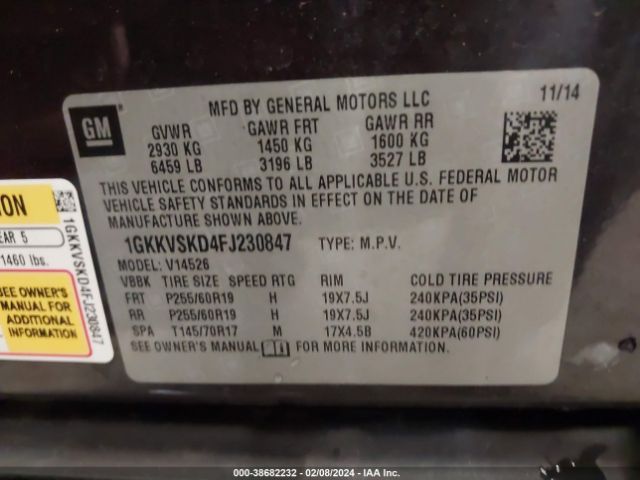 MFD BY GENERAL MOTORS LLC
11/14
GM
GVWR GAWR FRT GAWR RR
2930 KG 1450 KG 1600 KG
6459 LB 3196 LB 3527 LB
THIS VEHICLE CONFORMS TO ALL APPLICABLE U.S. FEDERAL MOTOR
VEHICLE SAFETY STANDARDS IN EFFECT ON THE DATE OF
MANUFACTURE SHOWN ABOVE.
1GKKVSKD4FJ230847 TYPE: M.P.V.
MODEL: V14526
VBBK TIRE SIZE SPEED RTG RIM COLD TIRE PRESSURE
FRT P255/60R19 H 19X7.5J 240KPA(35PSI)
RR P255/60R19 H 19X7.5J 240KPA(35PSI)
SPA T145/70R17 M 17X4.5B 420KPA(60PSI)
SEE OWNER'S MANUAL FOR MORE INFORMATION.
ION
EAR 5
1460 lbs.
SEE OWNER'S
MANUAL FOR
ADDITIONAL
INFORMATION
1GKKVSKD4FJ230847
000-38682232 - 02/08/2024 - IAA Inc.